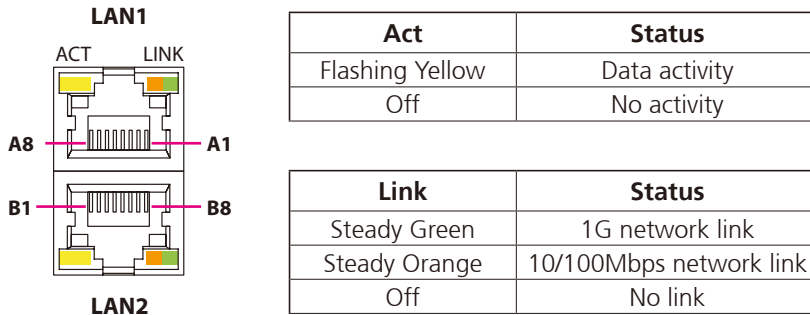 LAN1
ACT LINK
A8 A1
B1 B8
LAN2
Act Status
Flashing Yellow Data activity
Off No activity
Link Status
Steady Green 1G network link
Steady Orange 10/100Mbps network link
Off No link